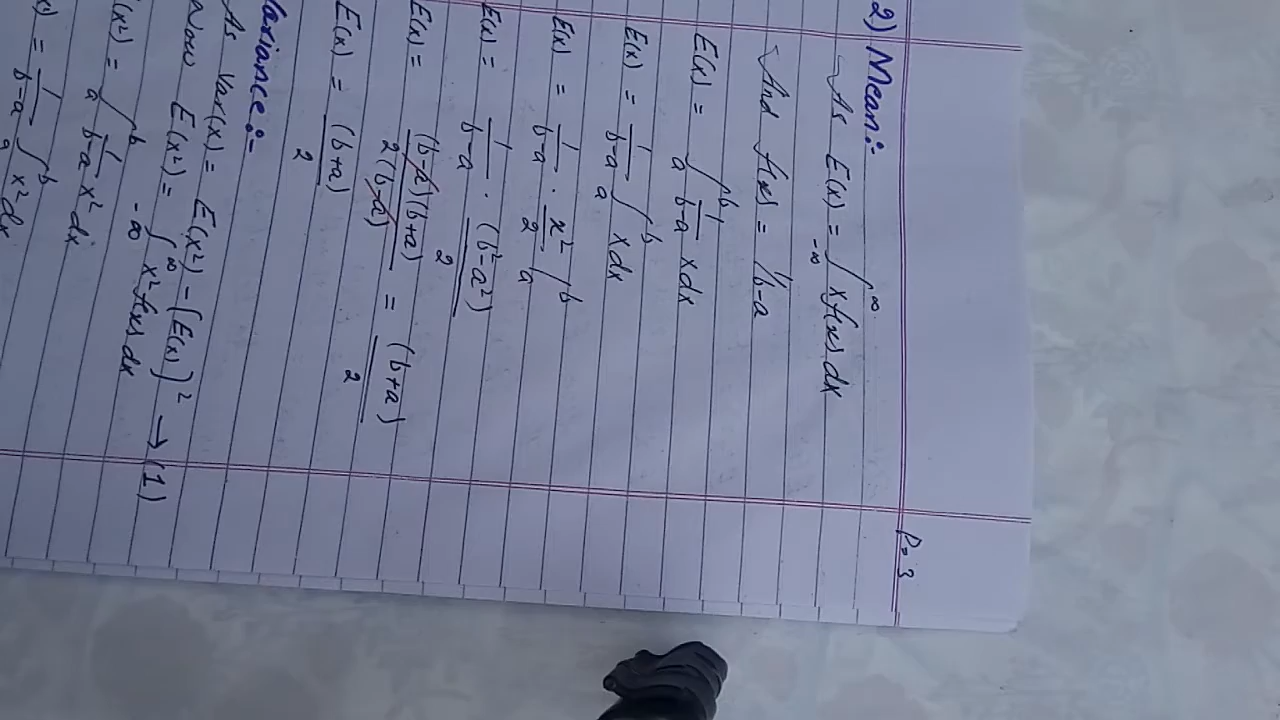 P=3
2) Mean:-
As E(x) = ∫_{-∞}^{∞} x f(x) dx
And f(x) = 1/b-a
E(x) = ∫_a^b 1/b-a x dx
E(x) = 1/b-a ∫_a^b x dx
E(x) = 1/b-a . x²/2 /_a^b
E(x) = 1/b-a . (b²-a²)/2
E(x) = (b-a)(b+a)/2(b-a) = (b+a)/2
E(x) = (b+a)/2
Variance:-
As Var(x) = E(x²) - [E(x)]² → (1)
Now E(x²) = ∫_{-∞}^{∞} x² f(x) dx
(x²) = ∫_a^b 1/b-a x² dx
x²) = 1/b-a ∫_a^b x² dx